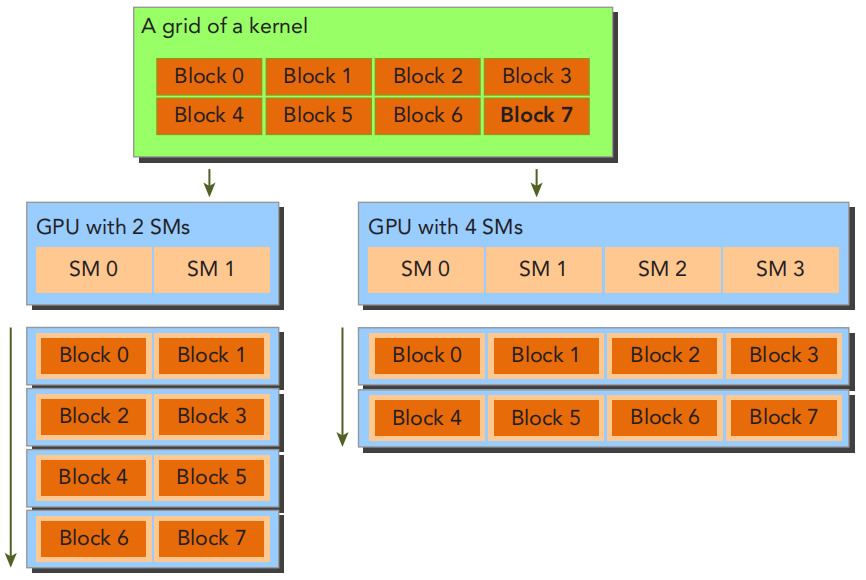 A grid of a kernel
Block 0 Block 1 Block 2 Block 3
Block 4 Block 5 Block 6 Block 7
GPU with 2 SMs
SM 0 SM 1
Block 0 Block 1
Block 2 Block 3
Block 4 Block 5
Block 6 Block 7
GPU with 4 SMs
SM 0 SM 1 SM 2 SM 3
Block 0 Block 1 Block 2 Block 3
Block 4 Block 5 Block 6 Block 7